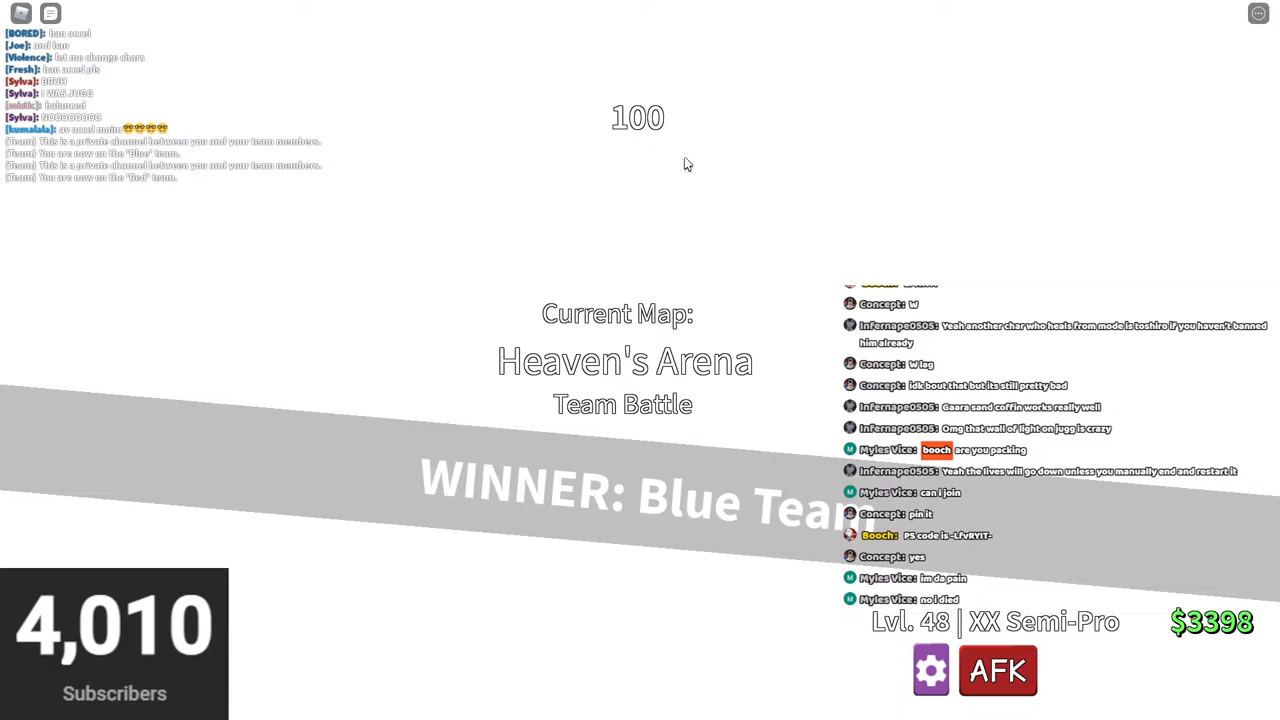 [BORED]: ban accel
[Joe]: and ban
[Violence]: let me change chars
[Fresh]: ban accel pls
[Sylva]: BRUH
[Sylva]: I WAS JUGG
[mistic]: balanced
[Sylva]: NOOOOOOOO
[kumalala]: av accel main:🤓🤓🤓🤓
{Team} This is a private channel between you and your team members.
{Team} You are now on the 'Blue' team.
{Team} This is a private channel between you and your team members.
{Team} You are now on the 'Red' team.
100
Current Map:
Heaven's Arena
Team Battle
WINNER: Blue Team
Concept: W
Infernape0505: Yeah another char who heals from mode is toshiro if you haven't banned
him already
Concept: W lag
Concept: idk bout that but its still pretty bad
Infernape0505: Gaara sand coffin works really well
Infernape0505: Omg that wall of light on jugg is crazy
Myles Vice: booch are you packing
Infernape0505: Yeah the lives will go down unless you manually end and restart it
Myles Vice: can i join
Concept: pin it
Booch: PS code is -LfvRYIT-
Concept: yes
Myles Vice: im da pain
Myles Vice: no i died
Lvl. 48 | XX Semi-Pro
$3398
AFK
4,010
Subscribers